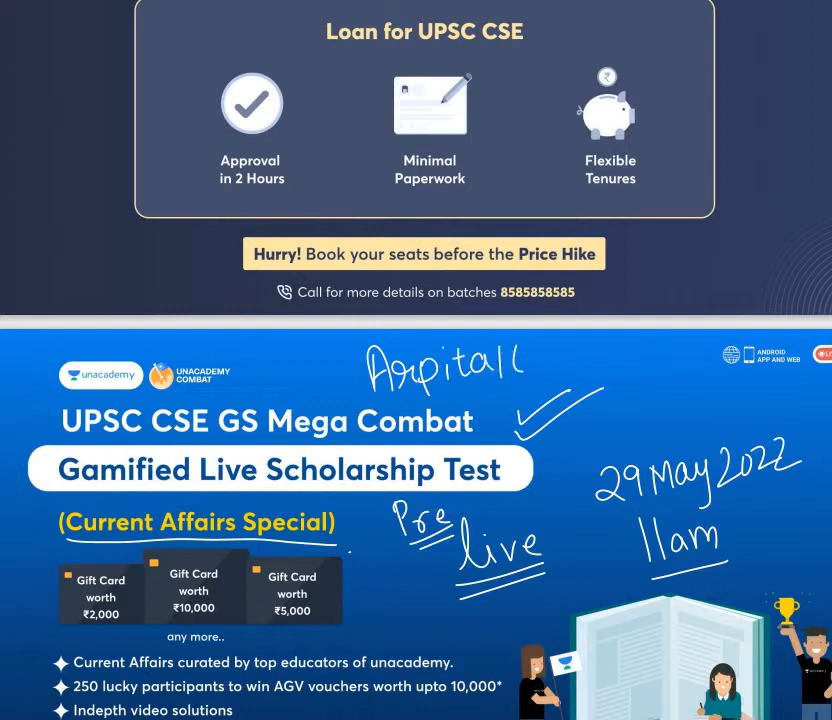 Loan for UPSC CSE
Approval
in 2 Hours
Minimal
Paperwork
Flexible
Tenures
Hurry! Book your seats before the Price Hike
Call for more details on batches 8585858585
unacademy
UNACADEMY
COMBAT
ANDROID
APP AND WEB
UPSC CSE GS Mega Combat
Gamified Live Scholarship Test
29 May 2022
11am
(Current Affairs Special)
Pre
live
Gift Card
worth
₹2,000
Gift Card
worth
₹10,000
Gift Card
worth
₹5,000
any more..
Current Affairs curated by top educators of unacademy.
250 lucky participants to win AGV vouchers worth upto 10,000*
Indepth video solutions